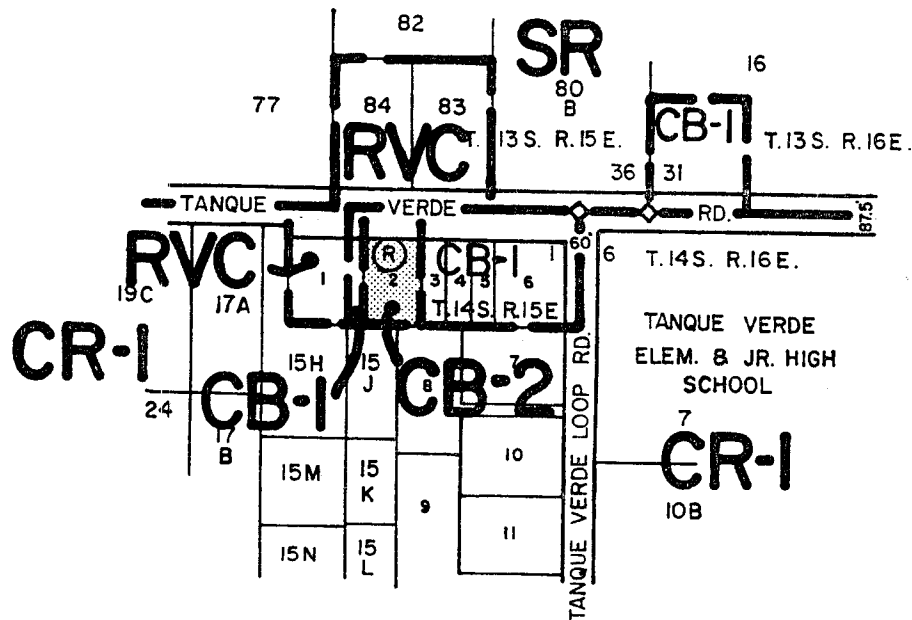 82
SR
16
80
B
77
84
83
CB-1
RVC
T. 13 S. R. 15 E.
T. 13 S. R. 16 E.
36
31
TANQUE
VERDE
RD.
87.5'
60'
R
CB-1
1
6
RVC
1
2
3
4
5
6
T. 14 S. R. 16 E.
19C
17A
T. 14 S. R. 15 E
TANQUE VERDE
ELEM. & JR. HIGH
SCHOOL
CR-1
15H
15
J
8
7
CB-1
CB-2
24
17
B
7
CR-1
10B
15M
15
K
9
10
15N
15
L
11
TANQUE VERDE LOOP RD.